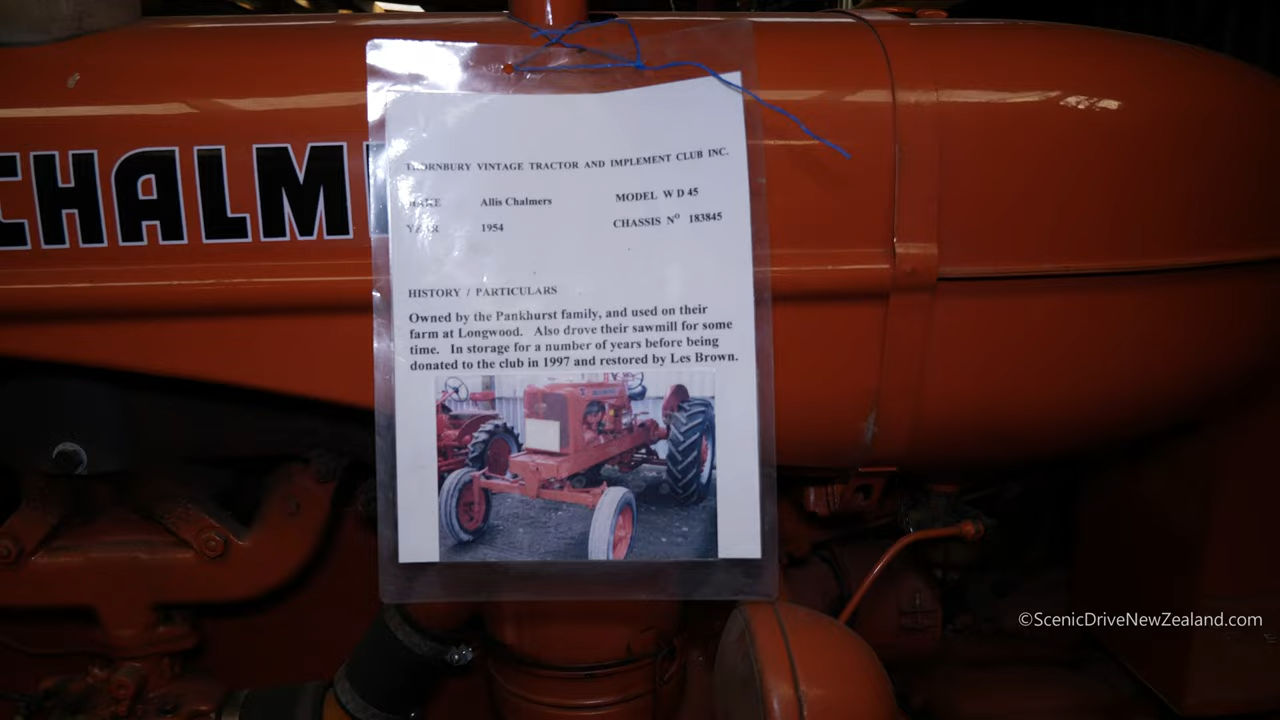 CHALM
THORNBURY VINTAGE TRACTOR AND IMPLEMENT CLUB INC.
MAKE Allis Chalmers MODEL W D 45
YEAR 1954 CHASSIS Nº 183845
HISTORY / PARTICULARS
Owned by the Pankhurst family, and used on their
farm at Longwood. Also drove their sawmill for some
time. In storage for a number of years before being
donated to the club in 1997 and restored by Les Brown.
©ScenicDriveNewZealand.com